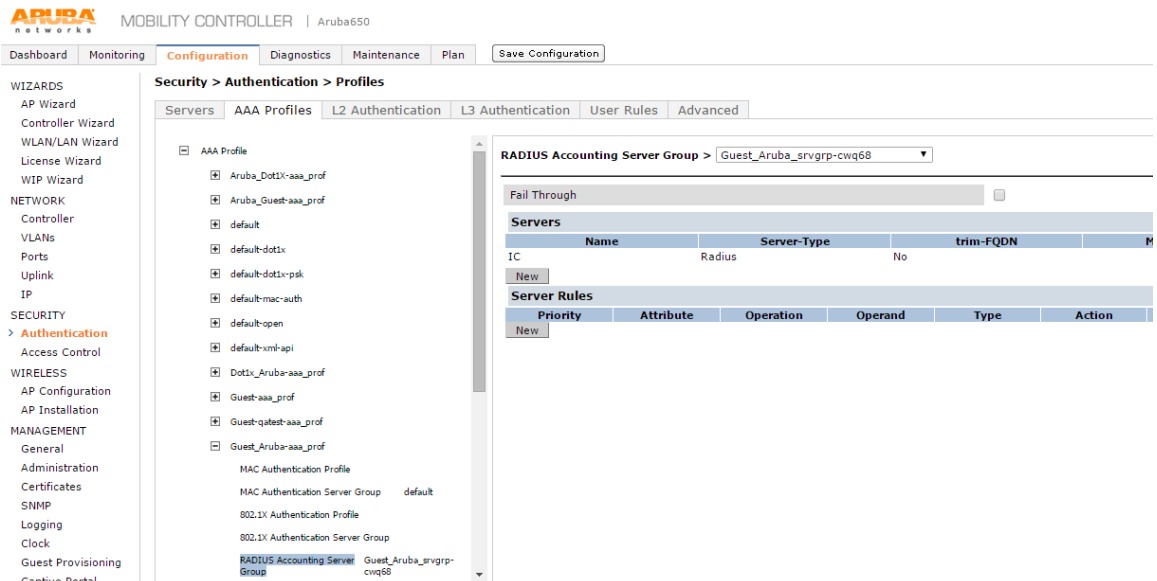 ARUBA
networks
MOBILITY CONTROLLER | Aruba650
Dashboard Monitoring Configuration Diagnostics Maintenance Plan Save Configuration
WIZARDS
AP Wizard
Controller Wizard
WLAN/LAN Wizard
License Wizard
WIP Wizard
NETWORK
Controller
VLANs
Ports
Uplink
IP
SECURITY
> Authentication
Access Control
WIRELESS
AP Configuration
AP Installation
MANAGEMENT
General
Administration
Certificates
SNMP
Logging
Clock
Guest Provisioning
Captive Portal
Security > Authentication > Profiles
Servers AAA Profiles L2 Authentication L3 Authentication User Rules Advanced
AAA Profile
Aruba_Dot1X-aaa_prof
Aruba_Guest-aaa_prof
default
default-dot1x
default-dot1x-psk
default-mac-auth
default-open
default-xml-api
Dot1x_Aruba-aaa_prof
Guest-aaa_prof
Guest-qatest-aaa_prof
Guest_Aruba-aaa_prof
MAC Authentication Profile
MAC Authentication Server Group default
802.1X Authentication Profile
802.1X Authentication Server Group
RADIUS Accounting Server Guest_Aruba_srvgrp-
Group cwq68
RADIUS Accounting Server Group > Guest_Aruba_srvgrp-cwq68
Fail Through
Servers
Name Server-Type trim-FQDN M
IC Radius No
New
Server Rules
Priority Attribute Operation Operand Type Action
New